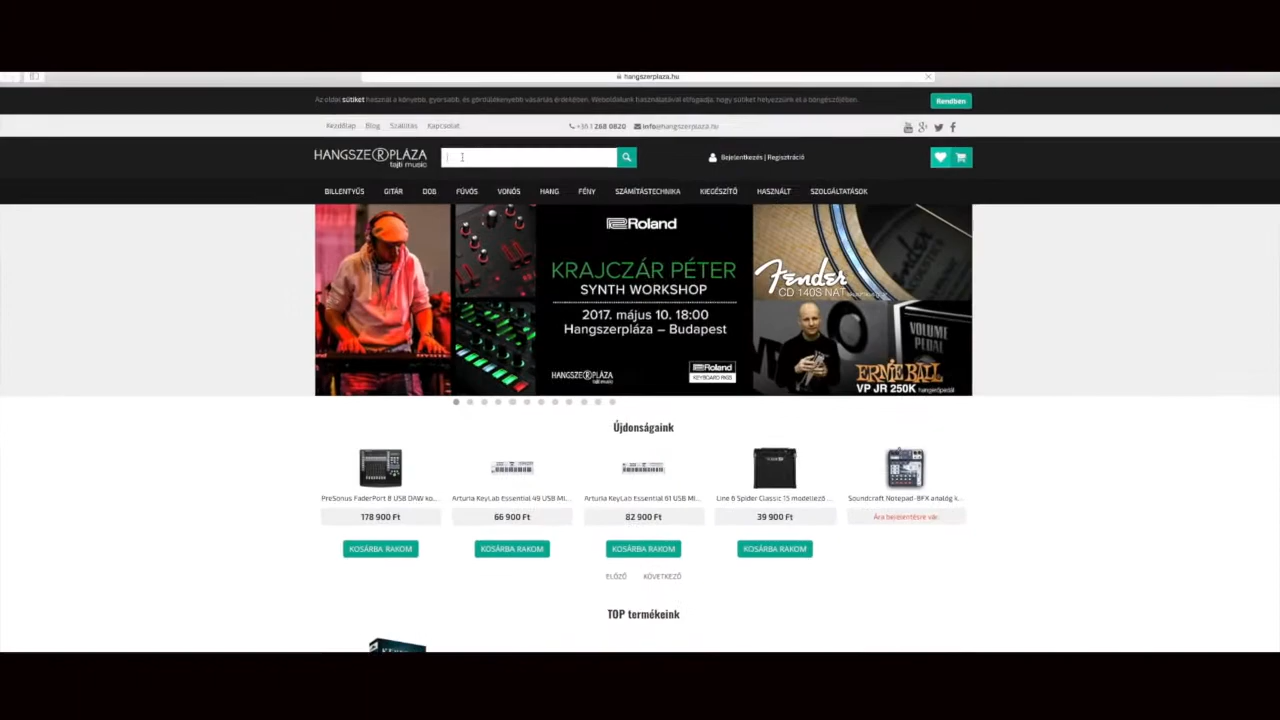 hangszerplaza.hu
Az oldal sütiket használ a könyebb, gyorsabb, és gördülékenyebb vásárlás érdekében. Weboldalunk használatával elfogadja, hogy sütiket helyezzünk el a böngészőjében.
Rendben
Kezdőlap Blog Szállítás Kapcsolat
+36 1 268 0820 info@hangszerplaza.hu
HANGSZERPLÁZA
tajti music
Bejelentkezés | Regisztráció
BILLENTYŰS GITÁR DOB FÚVÓS VONÓS HANG FÉNY SZÁMÍTÁSTECHNIKA KIEGÉSZÍTŐ HASZNÁLT SZOLGÁLTATÁSOK
Roland
KRAJCZÁR PÉTER
SYNTH WORKSHOP
2017. május 10. 18:00
Hangszerpláza – Budapest
HANGSZERPLÁZA
tajti music
Roland
KEYBOARD PASS
Fender
CD 140S NAT
VOLUME
PEDAL
ERNIE BALL
VP JR 250K hangerőpedál
Újdonságaink
PreSonus FaderPort 8 USB DAW ko...
178 900 Ft
KOSÁRBA RAKOM
Arturia KeyLab Essential 49 USB MI...
66 900 Ft
KOSÁRBA RAKOM
Arturia KeyLab Essential 61 USB MI...
82 900 Ft
KOSÁRBA RAKOM
Line 6 Spider Classic 15 modellező ...
39 900 Ft
KOSÁRBA RAKOM
Soundcraft Notepad-8FX analóg k...
Ára bejelentésre vár.
ELŐZŐ KÖVETKEZŐ
TOP termékeink